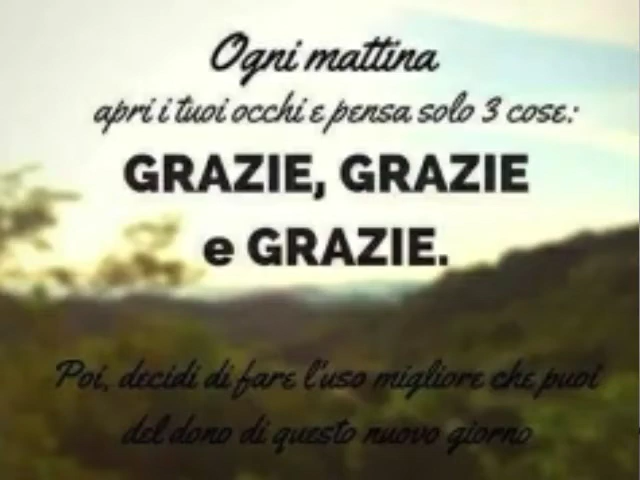 Ogni mattina
apri i tuoi occhi e pensa solo 3 cose:
GRAZIE, GRAZIE
e GRAZIE.
Poi, decidi di fare l'uso migliore che puoi
del dono di questo nuovo giorno